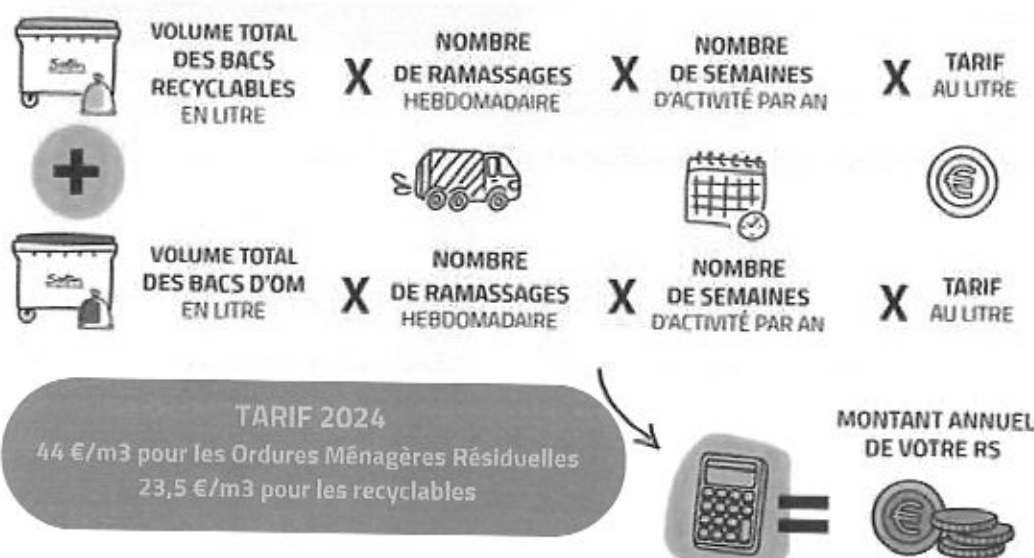 VOLUME TOTAL
DES BACS
RECYCLABLES
EN LITRE
X
NOMBRE
DE RAMASSAGES
HEBDOMADAIRE
X
NOMBRE
DE SEMAINES
D'ACTIVITÉ PAR AN
X
TARIF
AU LITRE
+
VOLUME TOTAL
DES BACS D'OM
EN LITRE
X
NOMBRE
DE RAMASSAGES
HEBDOMADAIRE
X
NOMBRE
DE SEMAINES
D'ACTIVITÉ PAR AN
X
TARIF
AU LITRE
TARIF 2024
44 €/m3 pour les Ordures Ménagères Résiduelles
23,5 €/m3 pour les recyclables
=
MONTANT ANNUEL
DE VOTRE RS